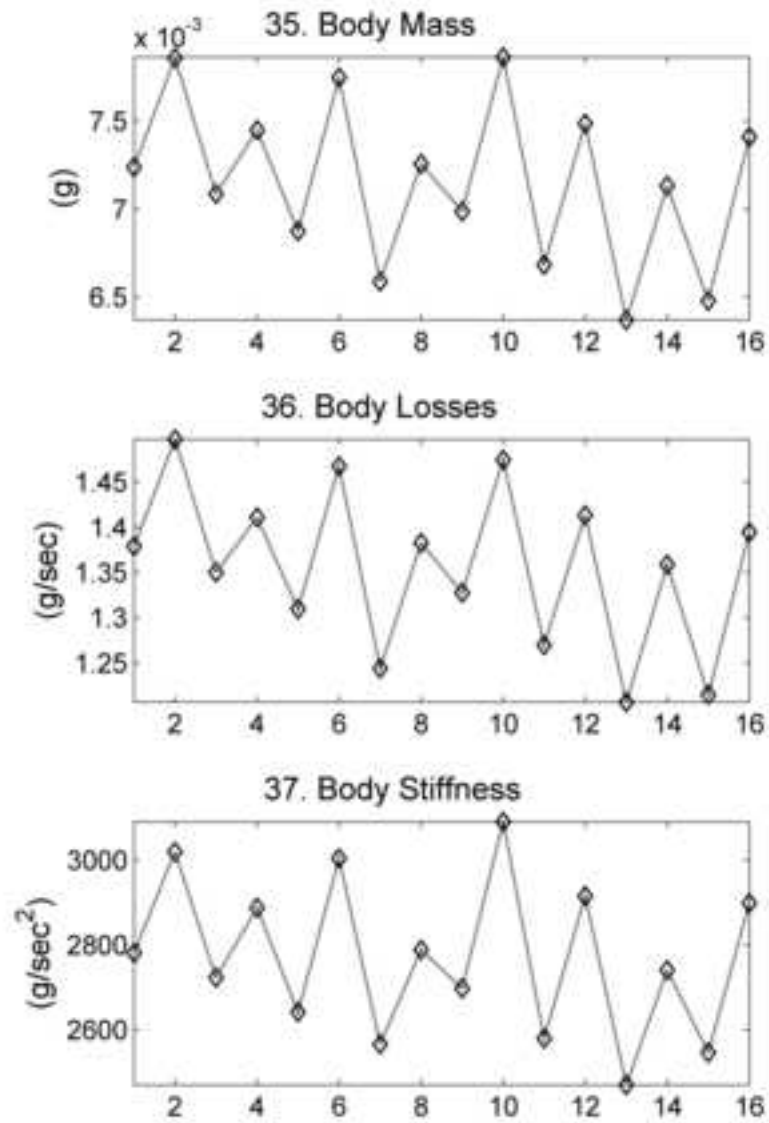 35. Body Mass
x 10⁻³
7.5
7
6.5
(g)
2 4 6 8 10 12 14 16
36. Body Losses
1.45
1.4
1.35
1.3
1.25
(g/sec)
2 4 6 8 10 12 14 16
37. Body Stiffness
3000
2800
2600
(g/sec²)
2 4 6 8 10 12 14 16